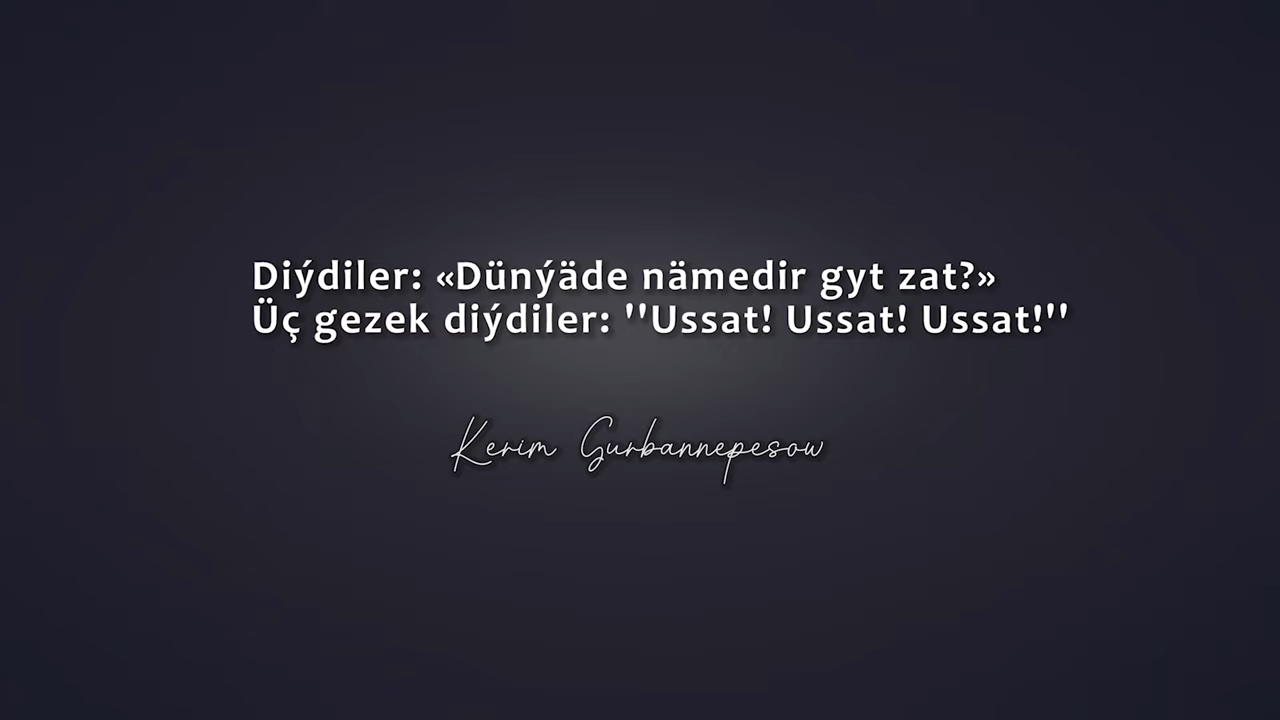 Diýdiler: «Dünýäde nämedir gyt zat?»
Üç gezek diýdiler: "Ussat! Ussat! Ussat!"
Kerim Gurbannepesow